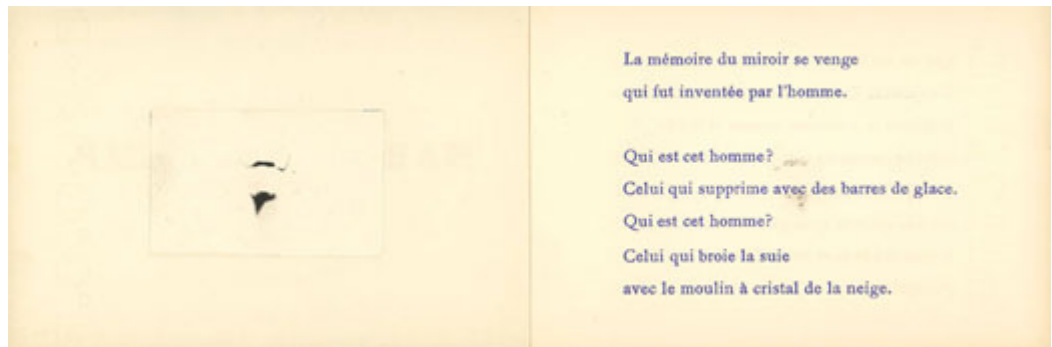 La mémoire du miroir se venge
qui fut inventée par l'homme.
Qui est cet homme?
Celui qui supprime avec des barres de glace.
Qui est cet homme?
Celui qui broie la suie
avec le moulin à cristal de la neige.